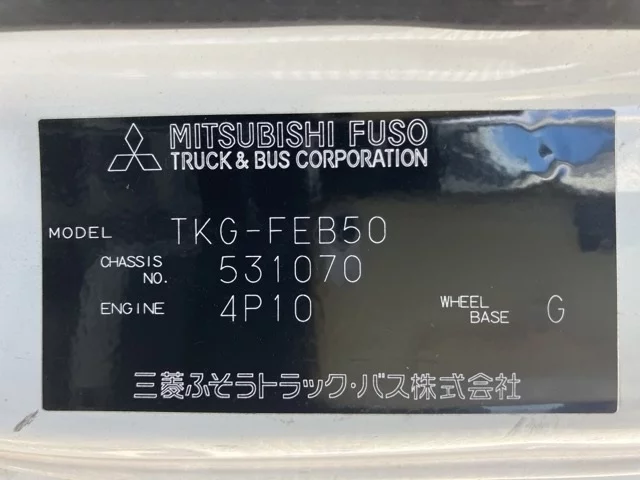 MITSUBISHI FUSO
TRUCK & BUS CORPORATION
MODEL TKG-FEB50
CHASSIS NO. 531070
ENGINE 4P10 WHEEL BASE G
三菱ふそうトラック・バス株式会社